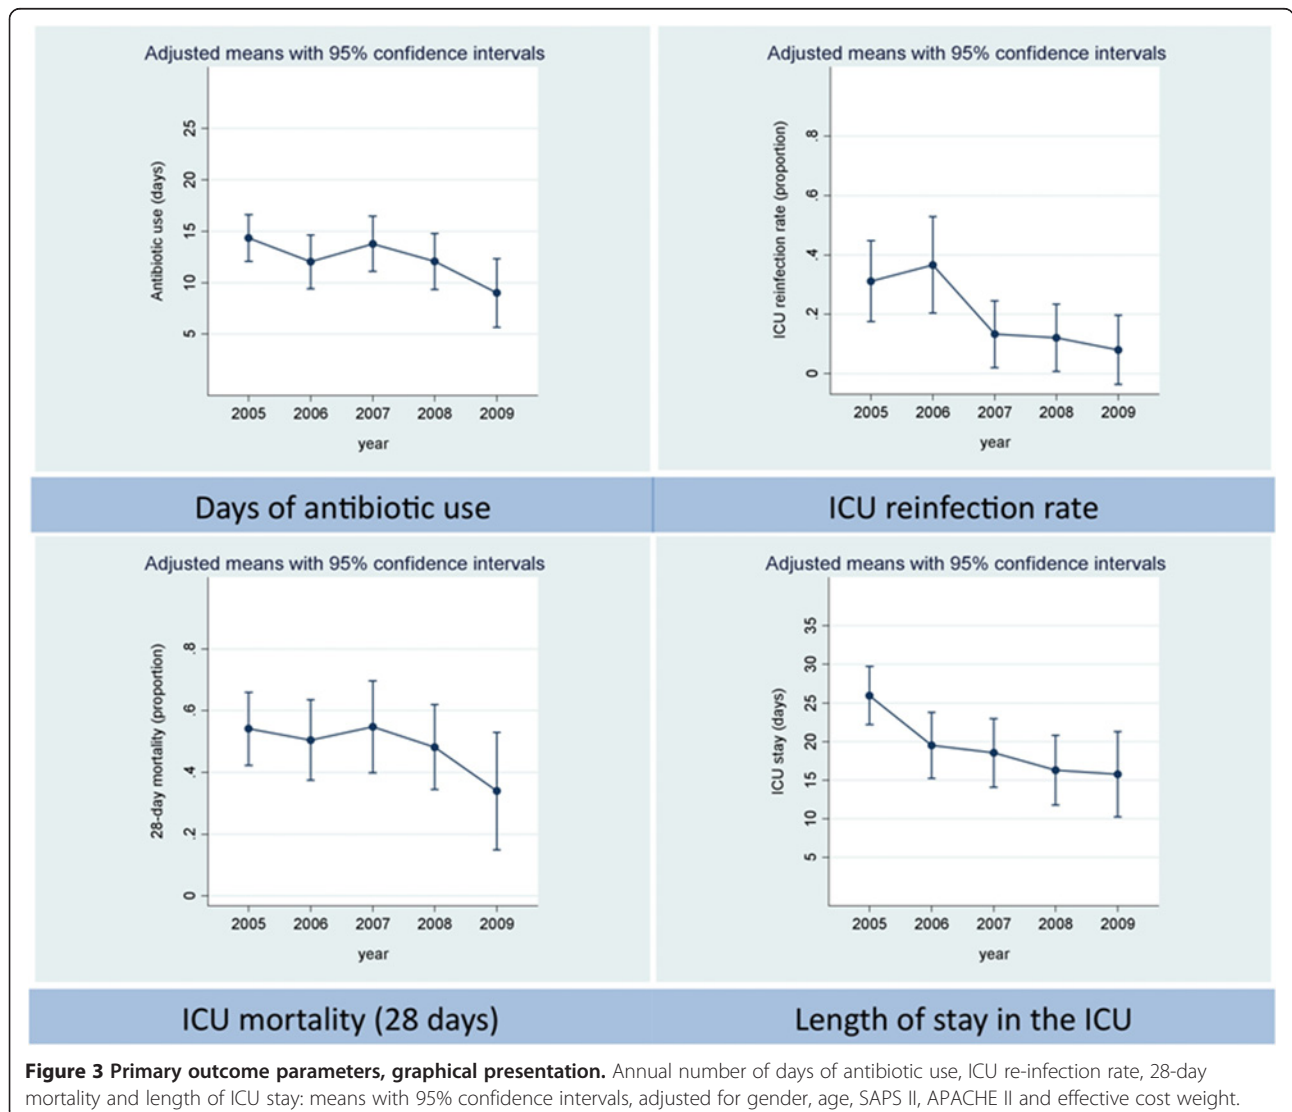 Adjusted means with 95% confidence intervals
Antibiotic use (days)
25
20
15
10
5
2005 2006 2007 2008 2009
year
Adjusted means with 95% confidence intervals
ICU reinfection rate (proportion)
.8
.6
.4
.2
0
2005 2006 2007 2008 2009
year
Days of antibiotic use
ICU reinfection rate
Adjusted means with 95% confidence intervals
28-day mortality (proportion)
.8
.6
.4
.2
0
2005 2006 2007 2008 2009
year
Adjusted means with 95% confidence intervals
ICU stay (days)
35
30
25
20
15
10
5
2005 2006 2007 2008 2009
year
ICU mortality (28 days)
Length of stay in the ICU
Figure 3 Primary outcome parameters, graphical presentation. Annual number of days of antibiotic use, ICU re-infection rate, 28-day
mortality and length of ICU stay: means with 95% confidence intervals, adjusted for gender, age, SAPS II, APACHE II and effective cost weight.